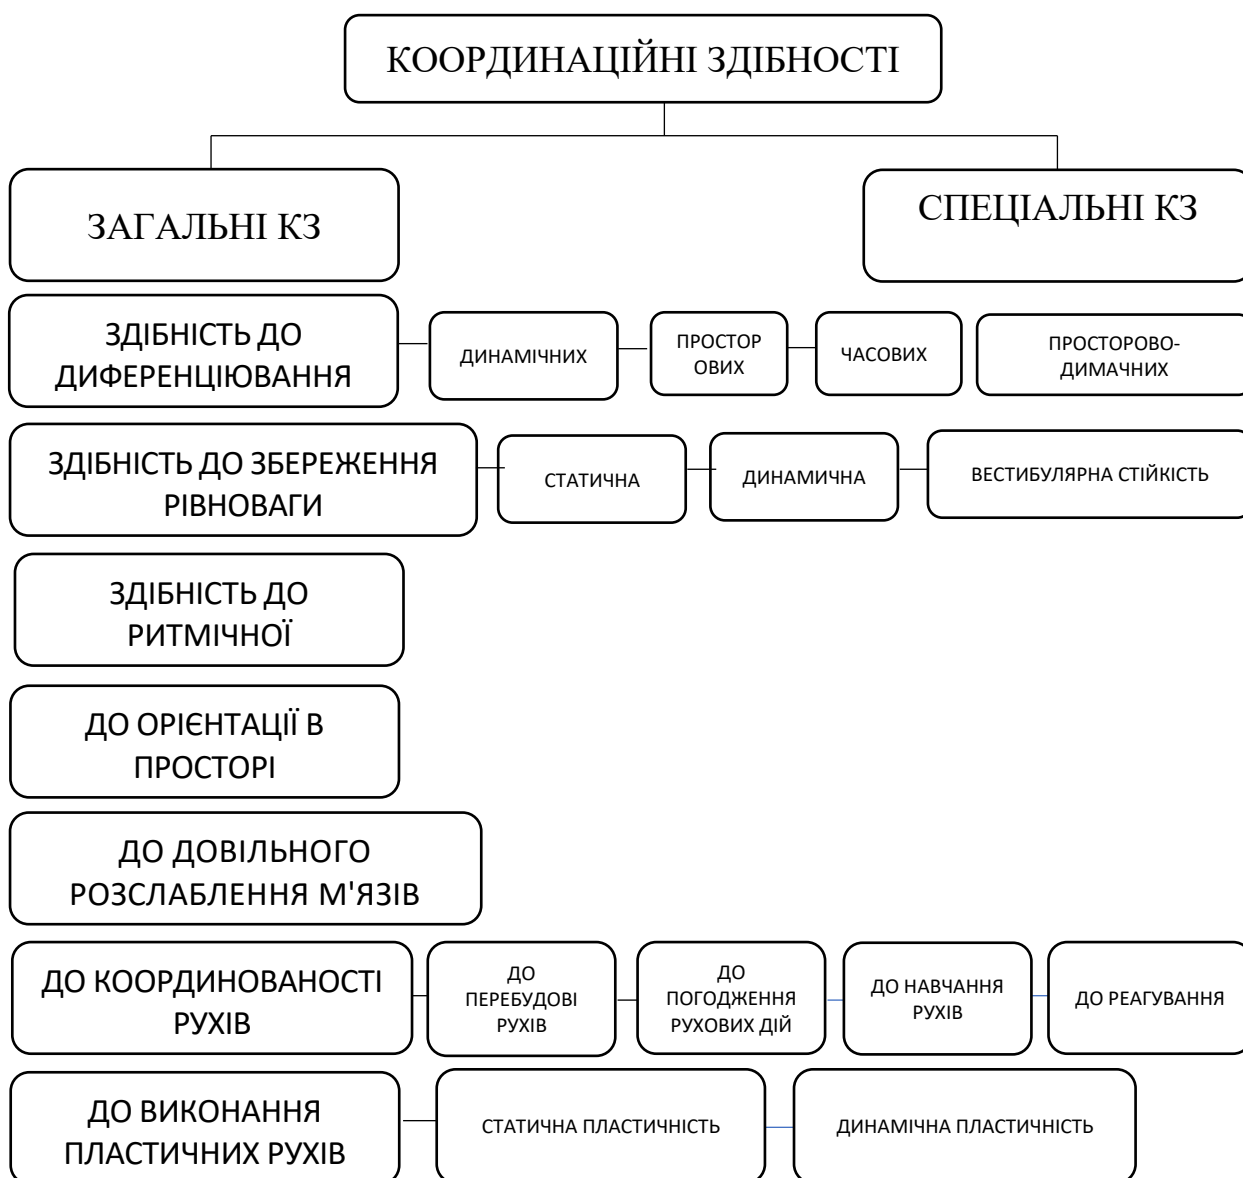 КООРДИНАЦІЙНІ ЗДІБНОСТІ
ЗАГАЛЬНІ КЗ
СПЕЦІАЛЬНІ КЗ
ЗДІБНІСТЬ ДО
ДИФЕРЕНЦІЮВАННЯ
ДИНАМІЧНИХ
ПРОСТОР
ОВИХ
ЧАСОВИХ
ПРОСТОРОВО-
ДИМАЧНИХ
ЗДІБНІСТЬ ДО ЗБЕРЕЖЕННЯ
РІВНОВАГИ
СТАТИЧНА
ДИНАМИЧНА
ВЕСТИБУЛЯРНА СТІЙКІСТЬ
ЗДІБНІСТЬ ДО
РИТМІЧНОЇ
ДО ОРІЄНТАЦІЇ В
ПРОСТОРІ
ДО ДОВІЛЬНОГО
РОЗСЛАБЛЕННЯ М'ЯЗІВ
ДО КООРДИНОВАНОСТІ
РУХІВ
ДО
ПЕРЕБУДОВІ
РУХІВ
ДО
ПОГОДЖЕННЯ
РУХОВИХ ДІЙ
ДО НАВЧАННЯ
РУХІВ
ДО РЕАГУВАННЯ
ДО ВИКОНАННЯ
ПЛАСТИЧНИХ РУХІВ
СТАТИЧНА ПЛАСТИЧНІСТЬ
ДИНАМІЧНА ПЛАСТИЧНІСТЬ